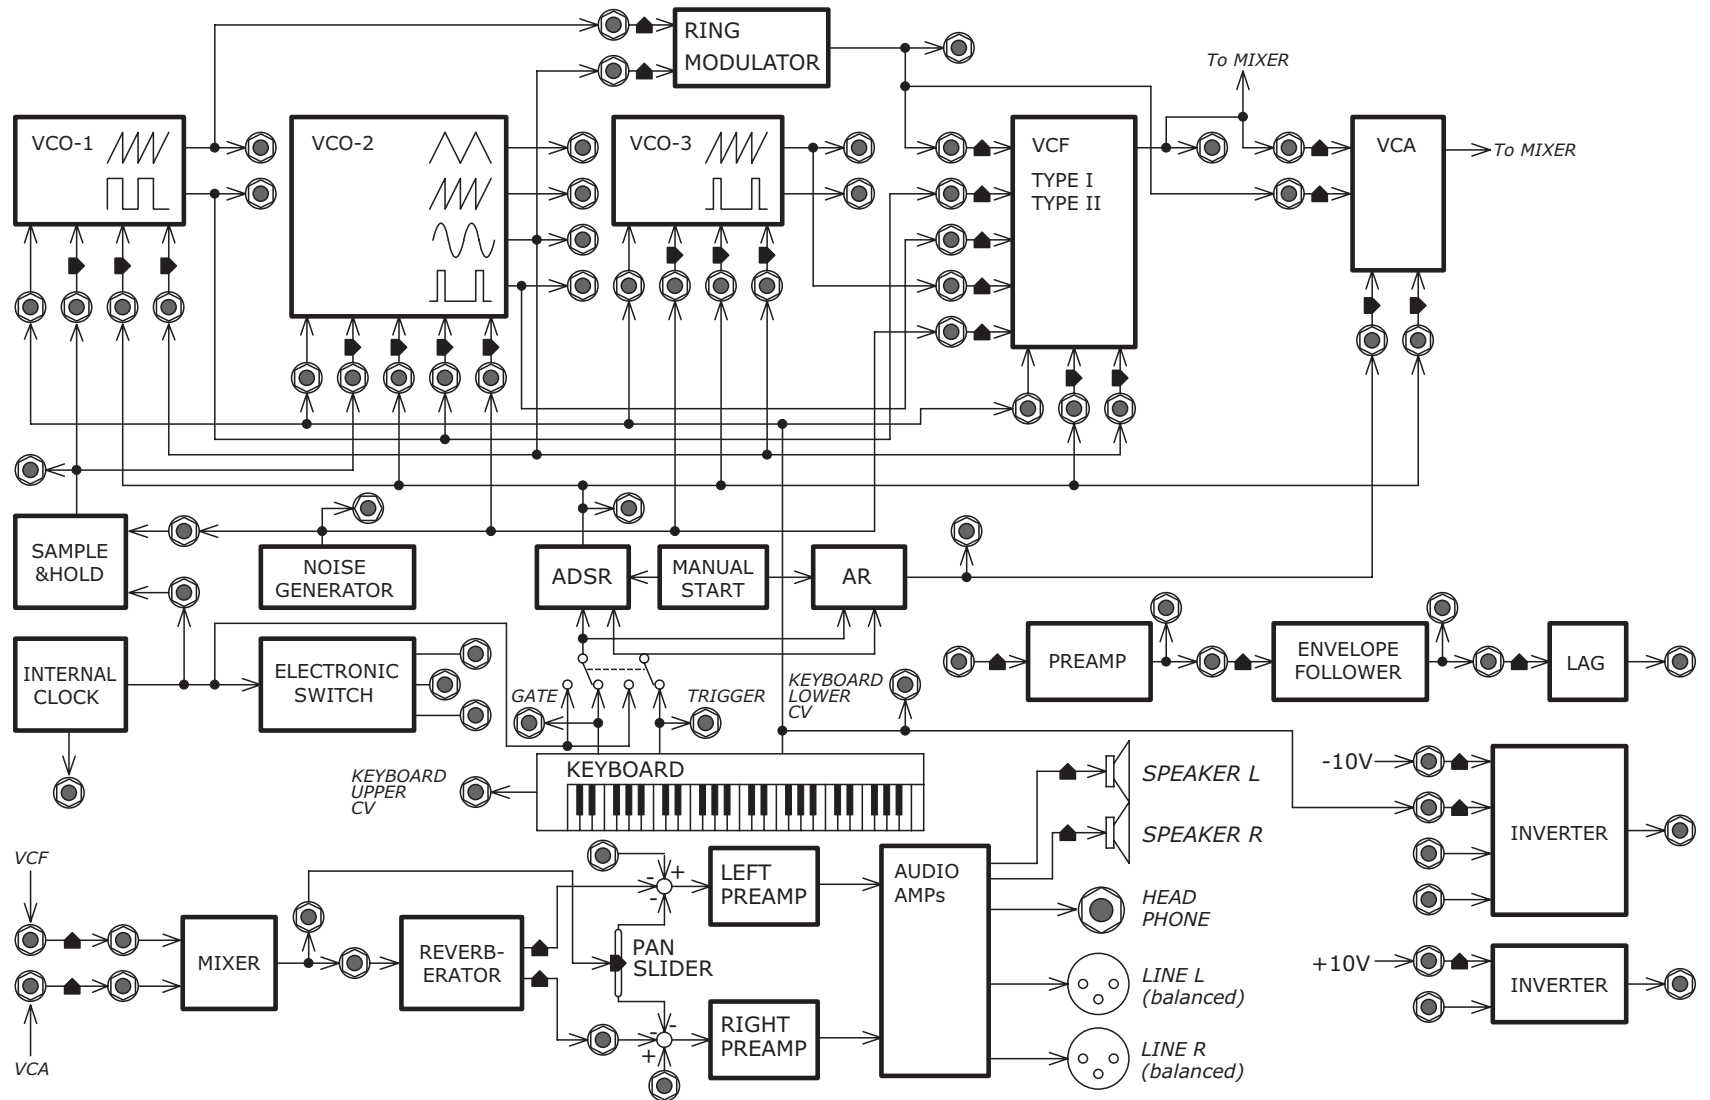 RING
MODULATOR
To MIXER
VCO-1
VCO-2
VCO-3
VCF
TYPE I
TYPE II
VCA
To MIXER
SAMPLE
&HOLD
NOISE
GENERATOR
ADSR
MANUAL
START
AR
INTERNAL
CLOCK
ELECTRONIC
SWITCH
GATE
TRIGGER
KEYBOARD
LOWER
CV
PREAMP
ENVELOPE
FOLLOWER
LAG
KEYBOARD
UPPER
CV
KEYBOARD
SPEAKER L
SPEAKER R
-10V
INVERTER
VCF
MIXER
REVERB-
ERATOR
PAN
SLIDER
+
-
-
LEFT
PREAMP
AUDIO
AMPs
HEAD
PHONE
LINE L
(balanced)
+10V
INVERTER
-
-
+
RIGHT
PREAMP
LINE R
(balanced)
VCA